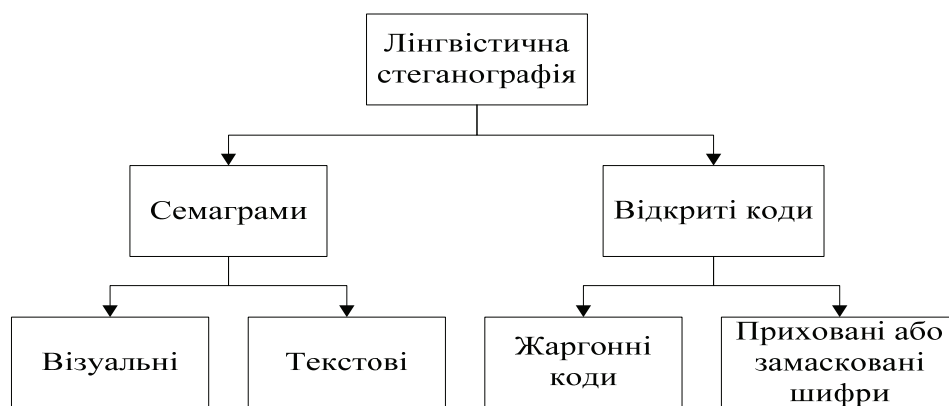 Лінгвістична
стеганографія
Семаграми
Відкриті коди
Візуальні
Текстові
Жаргонні
коди
Приховані або
замасковані
шифри